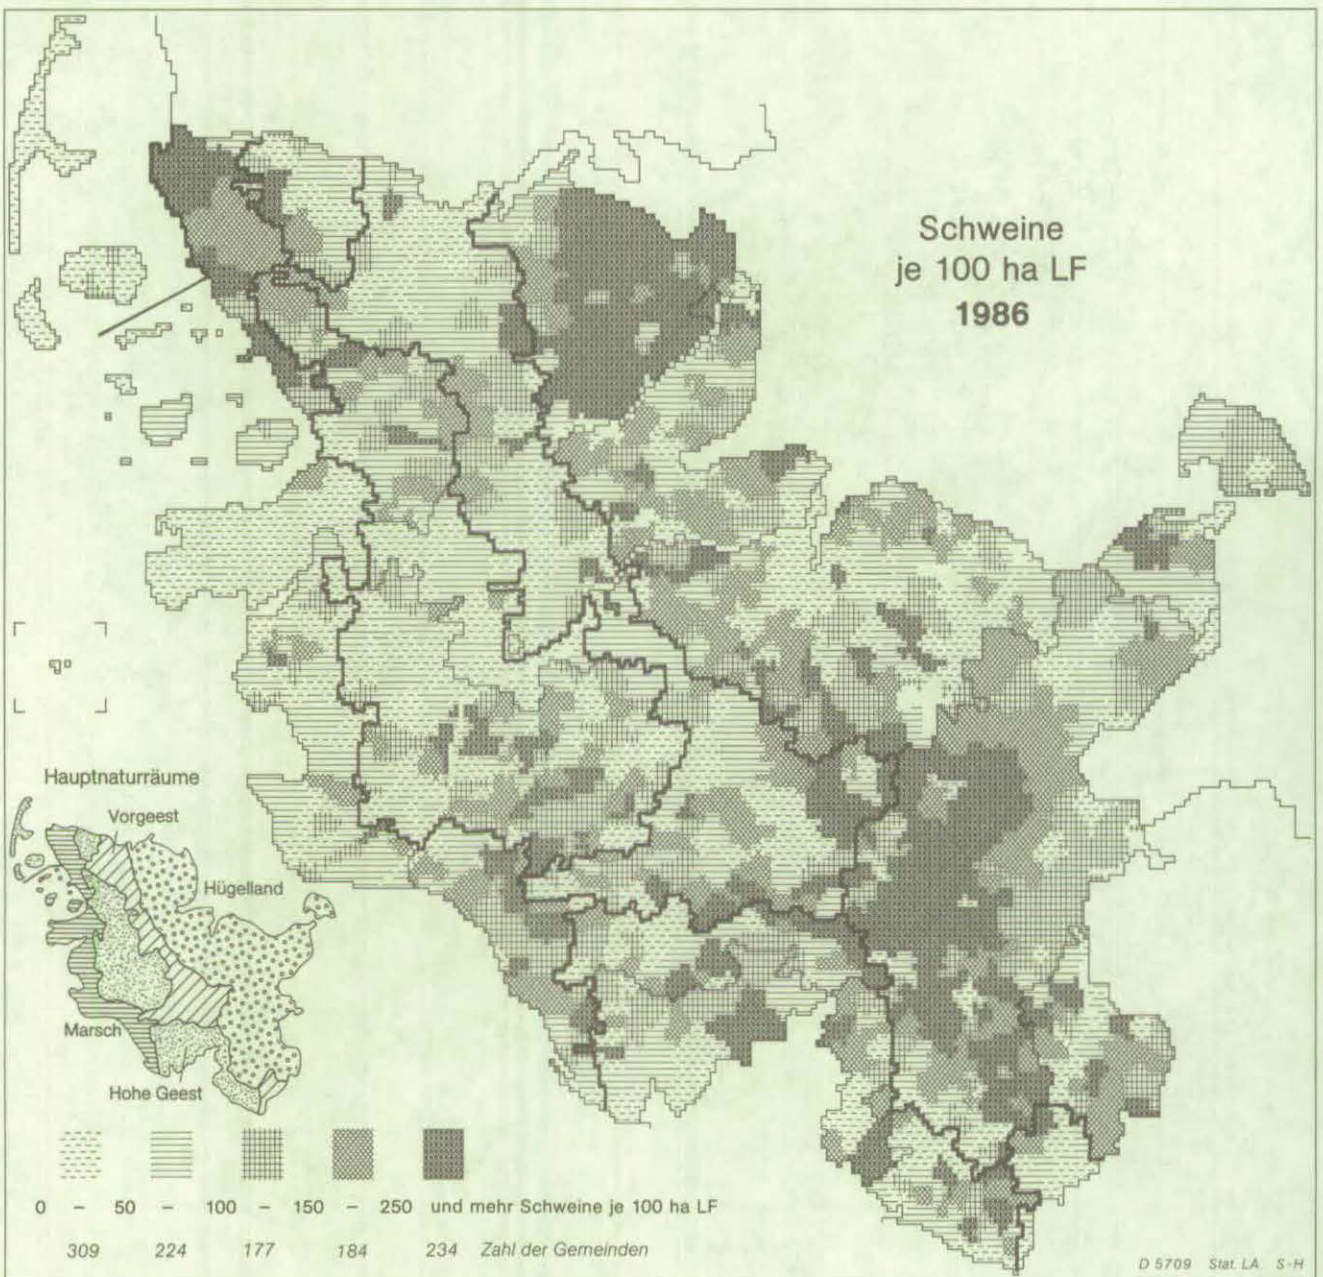 Schweine
je 100 ha LF
1986
Hauptnaturräume
Vorgeest
Hügelland
Marsch
Hohe Geest
0 – 50 – 100 – 150 – 250 und mehr Schweine je 100 ha LF
309 224 177 184 234 Zahl der Gemeinden
D 5709 Stat. LA S-H